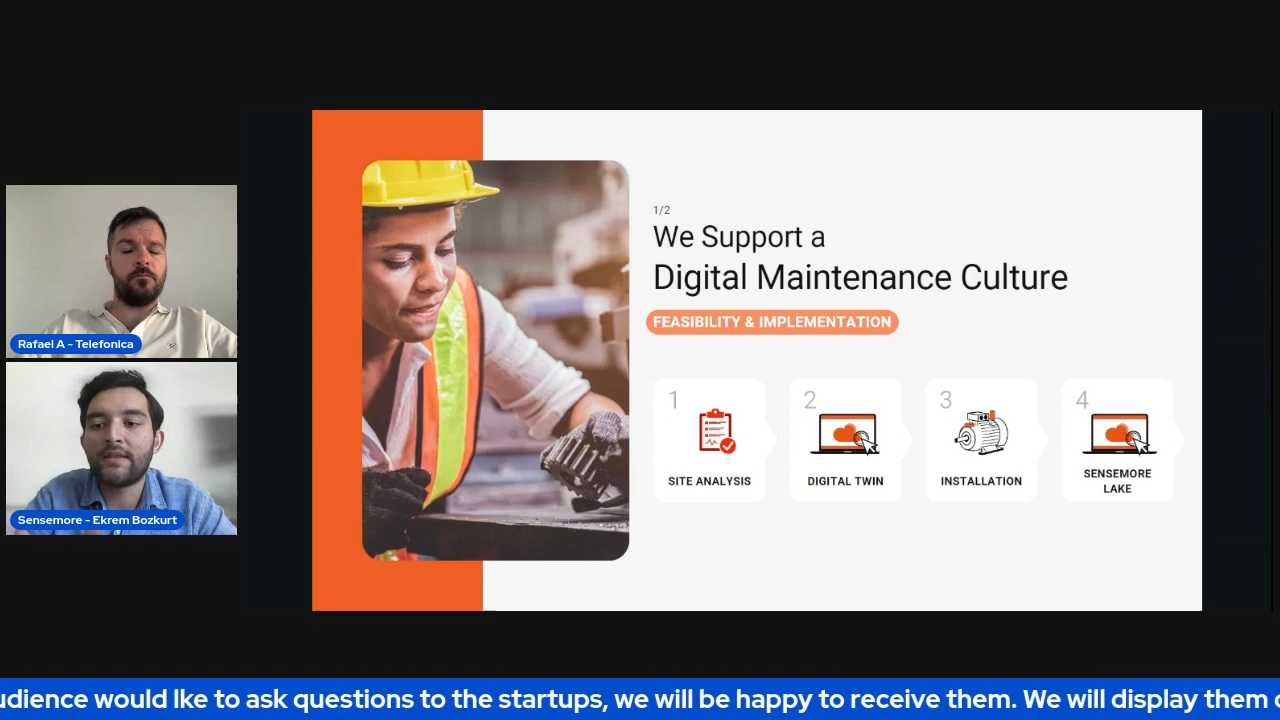 Rafael A - Telefonica
Sensemore - Ekrem Bozkurt
1/2
We Support a
Digital Maintenance Culture
FEASIBILITY & IMPLEMENTATION
1
SITE ANALYSIS
2
DIGITAL TWIN
3
INSTALLATION
4
SENSEMORE
LAKE
udience would lke to ask questions to the startups, we will be happy to receive them. We will display them